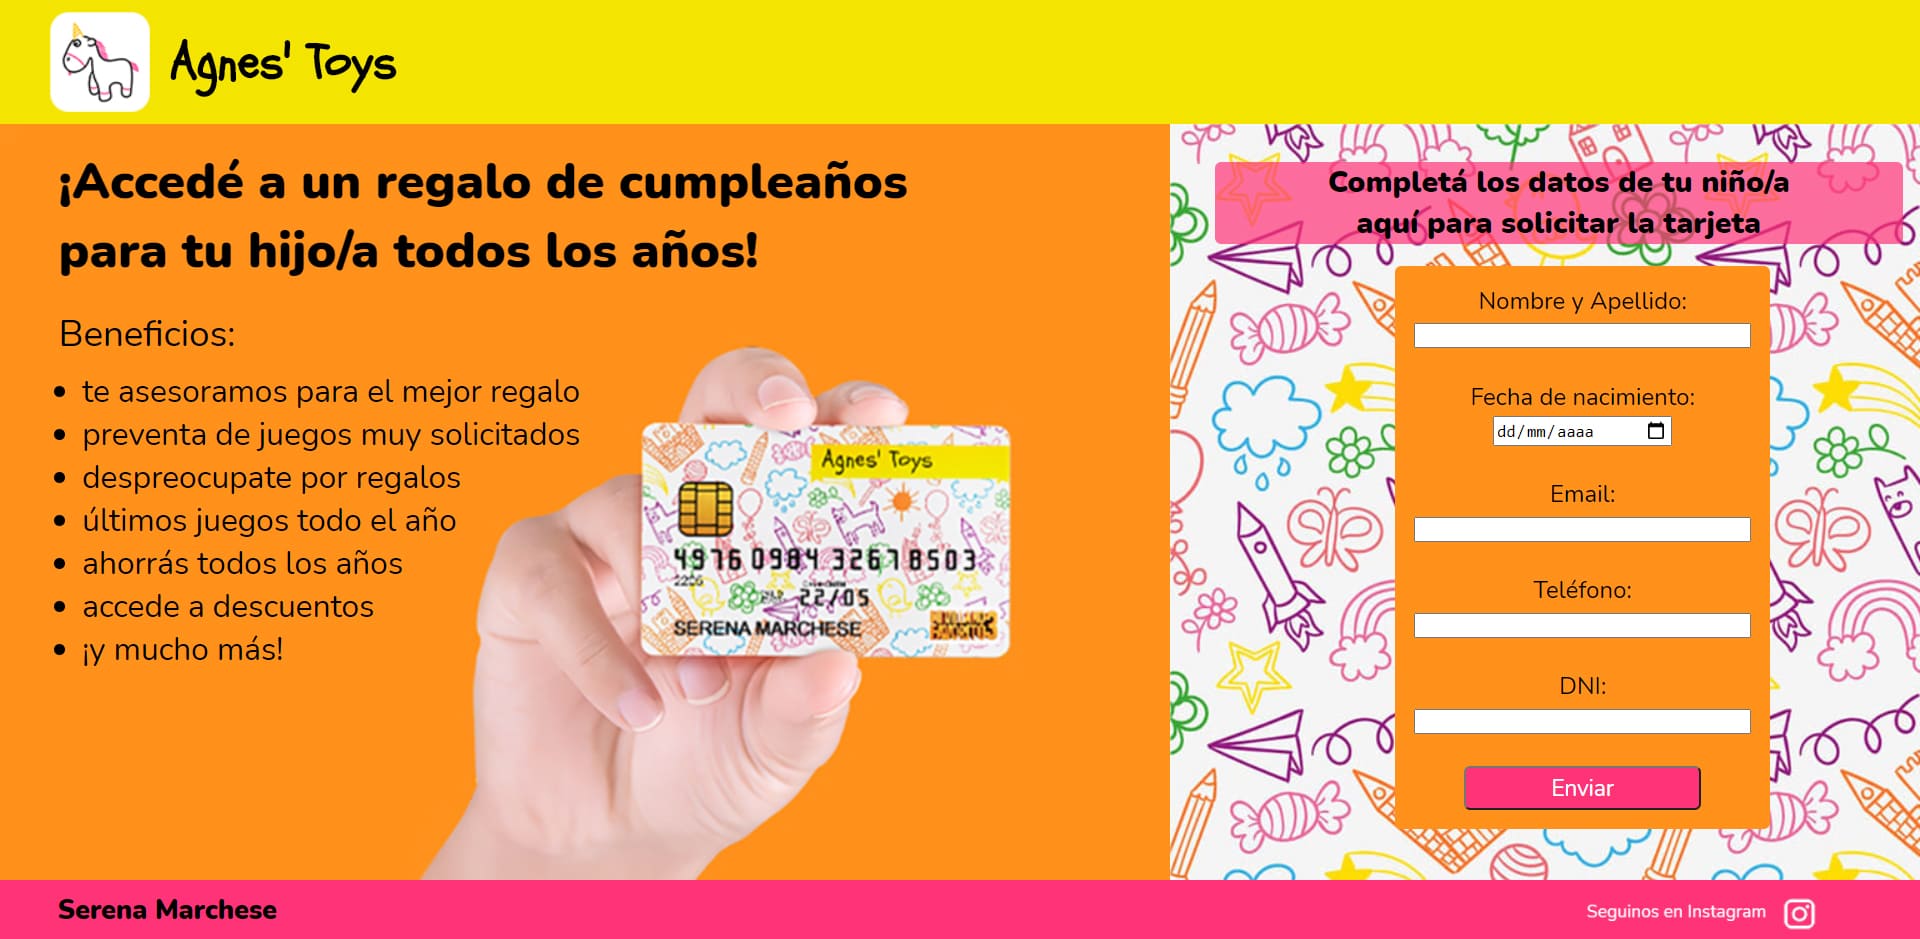 Agnes' Toys
¡Accedé a un regalo de cumpleaños
para tu hijo/a todos los años!
Beneficios:
te asesoramos para el mejor regalo
preventa de juegos muy solicitados
despreocupate por regalos
últimos juegos todo el año
ahorrás todos los años
accede a descuentos
¡y mucho más!
Agnes' Toys
4976 0984 3267 8503
22/05
SERENA MARCHESE
Completá los datos de tu niño/a
aquí para solicitar la tarjeta
Nombre y Apellido:
Fecha de nacimiento:
dd/mm/aaaa
Email:
Teléfono:
DNI:
Enviar
Serena Marchese
Seguinos en Instagram